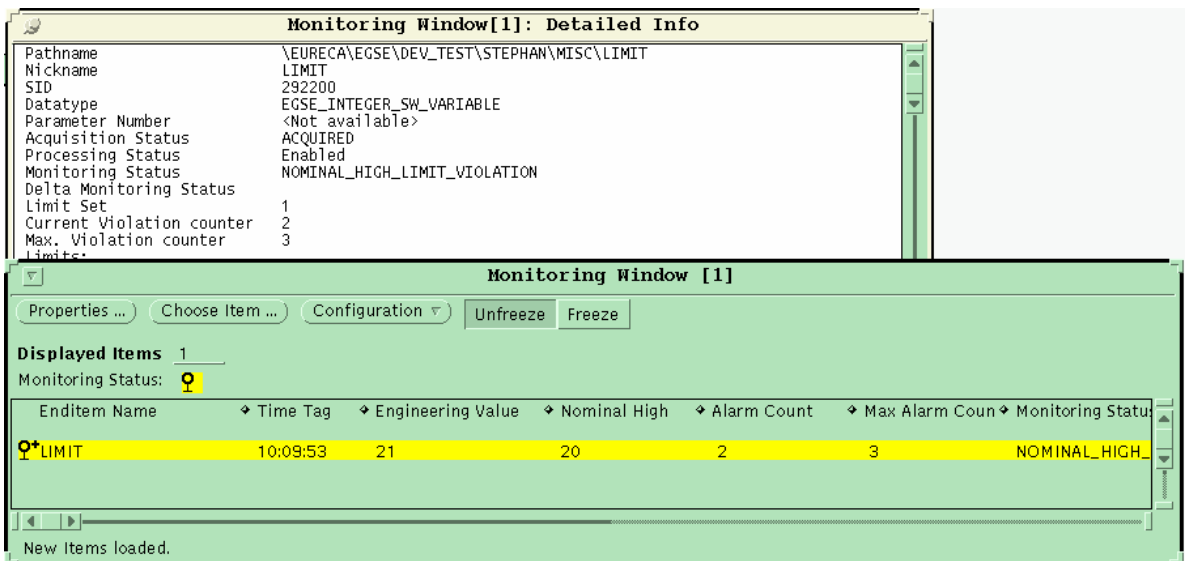 Monitoring Window[1]: Detailed Info
Pathname \EURECA\EGSE\DEV_TEST\STEPHAN\MISC\LIMIT
Nickname LIMIT
SID 292200
Datatype EGSE_INTEGER_SW_VARIABLE
Parameter Number <Not available>
Acquisition Status ACQUIRED
Processing Status Enabled
Monitoring Status NOMINAL_HIGH_LIMIT_VIOLATION
Delta Monitoring Status
Limit Set 1
Current Violation counter 2
Max. Violation counter 3
Limits:
Monitoring Window [1]
Properties ... Choose Item ... Configuration Unfreeze Freeze
Displayed Items 1
Monitoring Status:
Enditem Name Time Tag Engineering Value Nominal High Alarm Count Max Alarm Coun Monitoring Status
LIMIT 10:09:53 21 20 2 3 NOMINAL_HIGH_
New Items loaded.